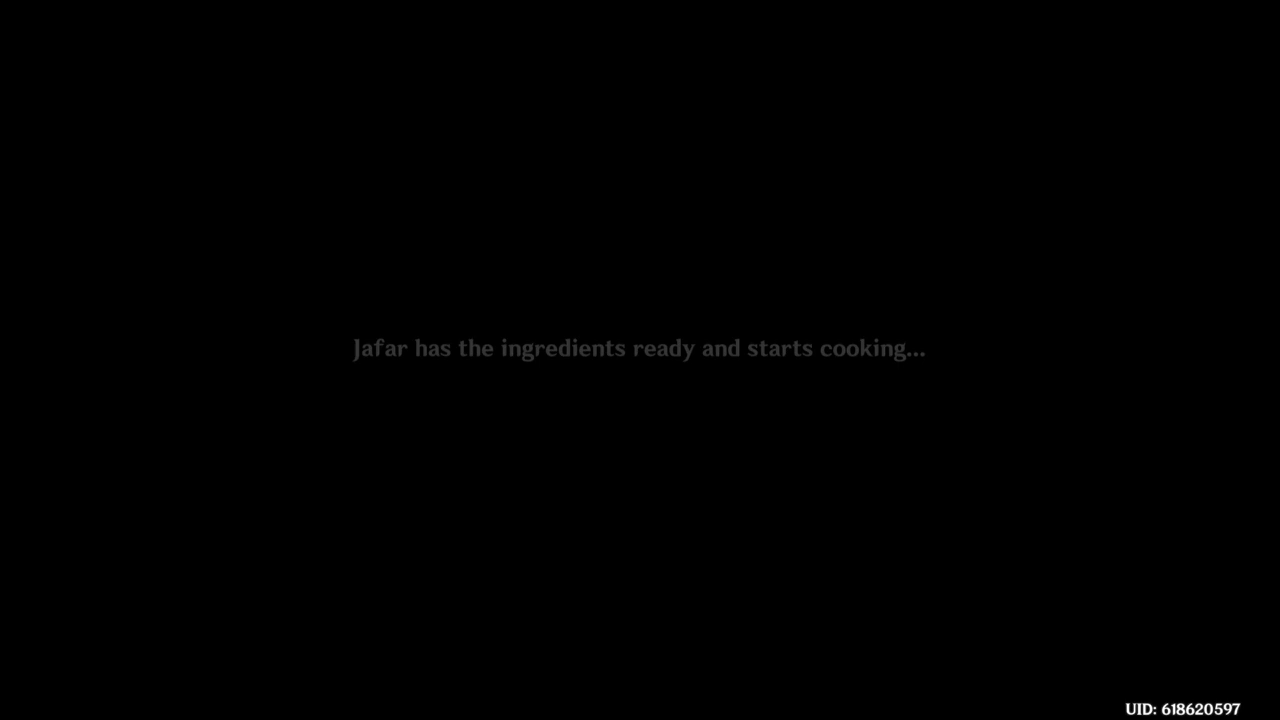 Jafar has the ingredients ready and starts cooking...
UID: 618620597